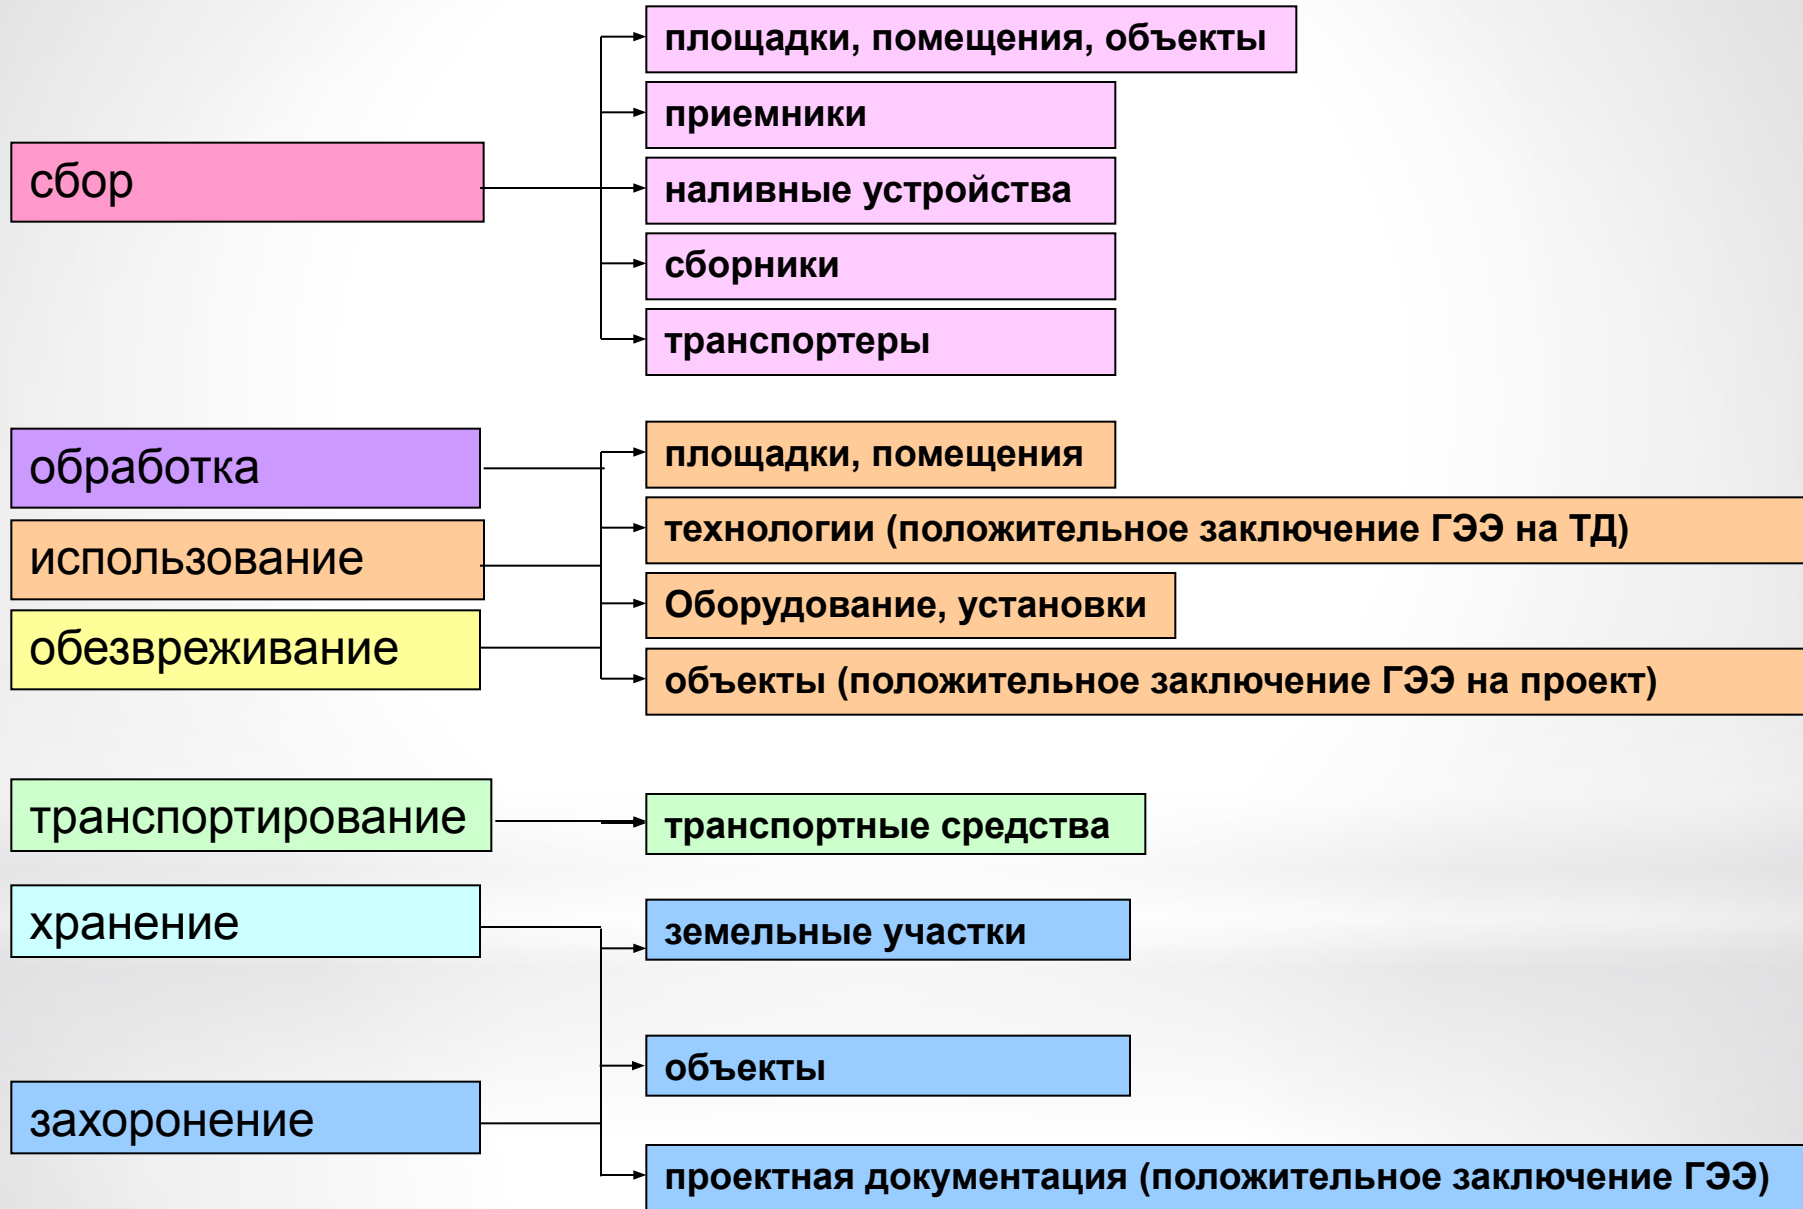 сбор
площадки, помещения, объекты
приемники
наливные устройства
сборники
транспортеры
обработка
использование
обезвреживание
площадки, помещения
технологии (положительное заключение ГЭЭ на ТД)
Оборудование, установки
объекты (положительное заключение ГЭЭ на проект)
транспортирование
транспортные средства
хранение
захоронение
земельные участки
объекты
проектная документация (положительное заключение ГЭЭ)